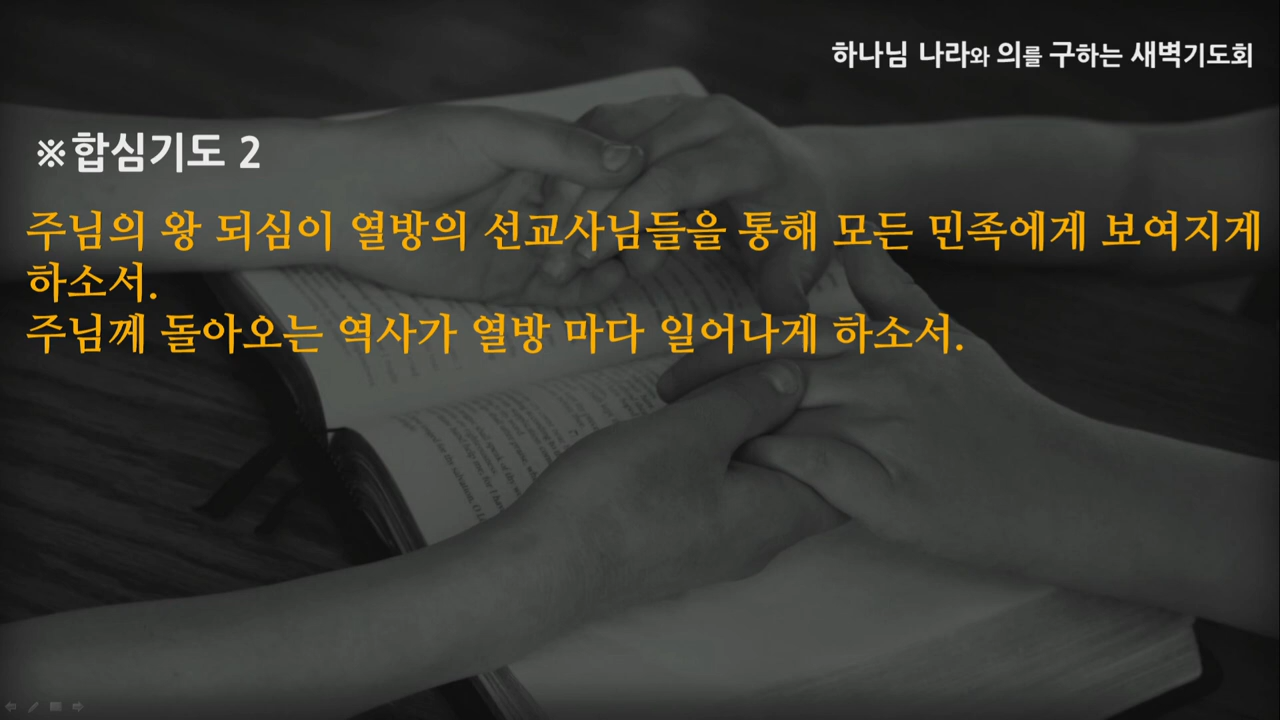 하나님 나라와 의를 구하는 새벽기도회
※합심기도 2
주님의 왕 되심이 열방의 선교사님들을 통해 모든 민족에게 보여지게
하소서.
주님께 돌아오는 역사가 열방 마다 일어나게 하소서.